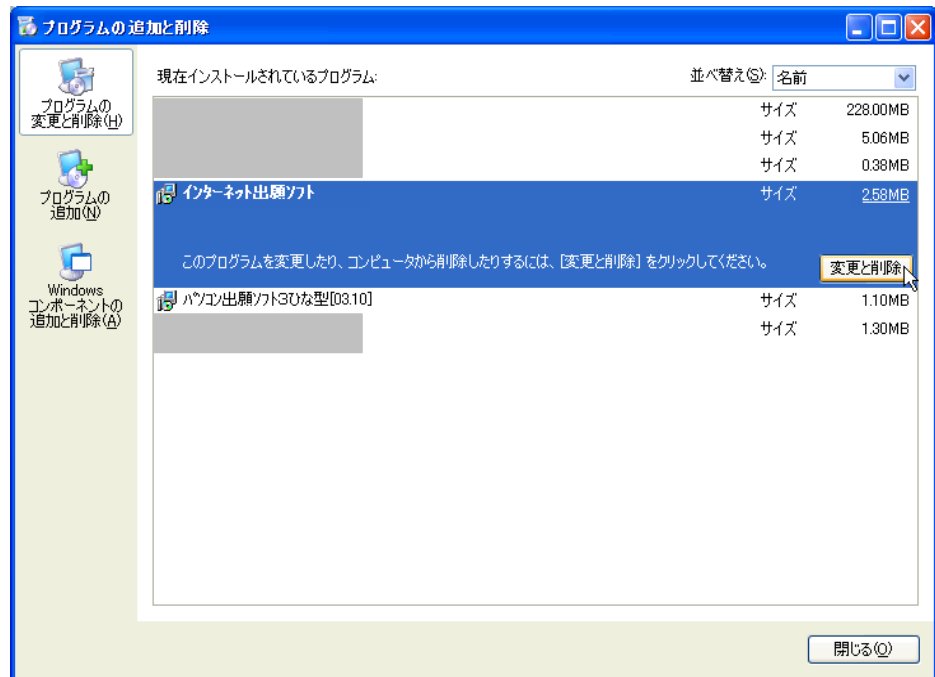 プログラムの追加と削除
プログラムの
変更と削除(H)
プログラムの
追加(N)
Windows
コンポーネントの
追加と削除(A)
現在インストールされているプログラム:
並べ替え(S): 名前
サイズ 228.00MB
サイズ 5.06MB
サイズ 0.38MB
インターネット出願ソフト サイズ 2.58MB
このプログラムを変更したり、コンピュータから削除したりするには、[変更と削除] をクリックしてください。
変更と削除
パソコン出願ソフト3ひな型[03.10] サイズ 1.10MB
サイズ 1.30MB
閉じる(O)